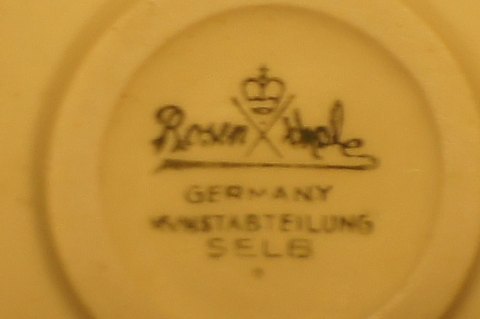 Rosenthal
GERMANY
KUNSTABTEILUNG
SELB